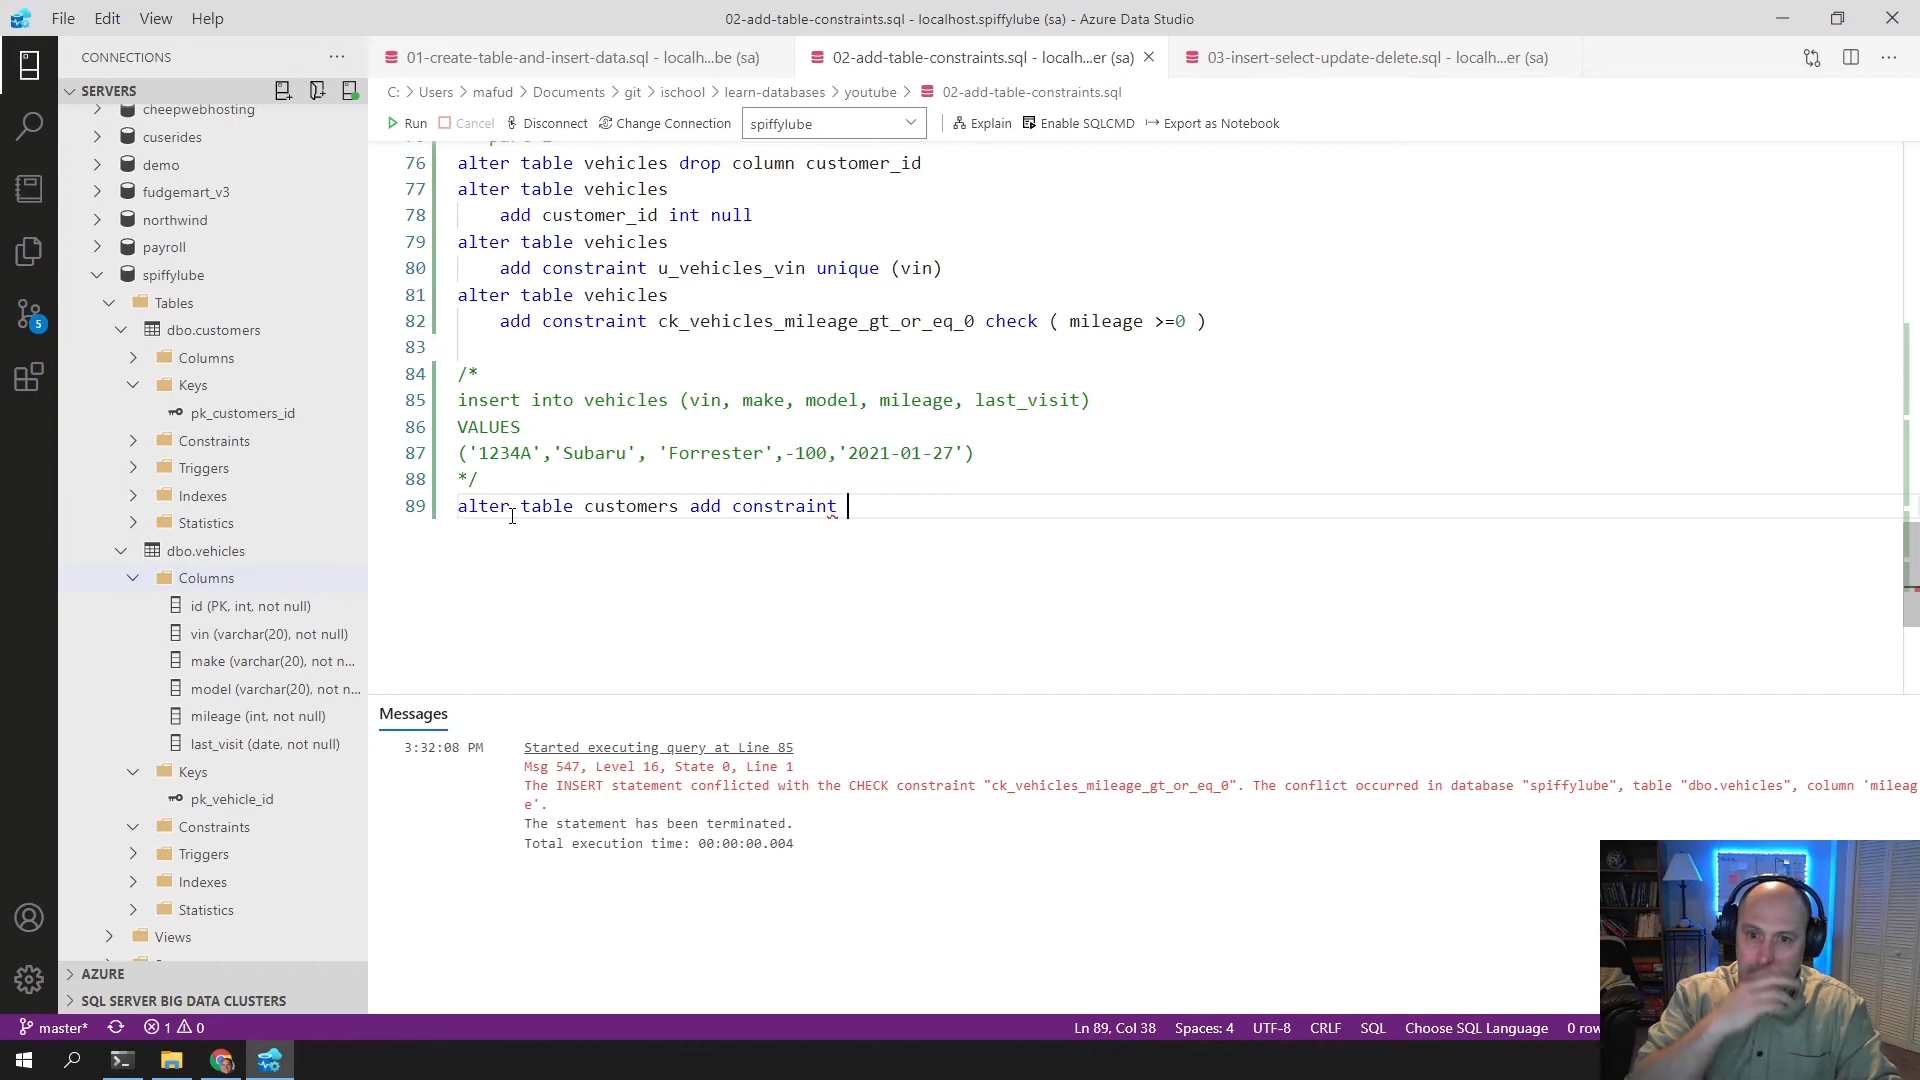 File Edit View Help
02-add-table-constraints.sql - localhost.spiffylube (sa) - Azure Data Studio
CONNECTIONS
SERVERS
cheepwebhosting
cuserides
demo
fudgemart_v3
northwind
payroll
spiffylube
Tables
dbo.customers
Columns
Keys
pk_customers_id
Constraints
Triggers
Indexes
Statistics
dbo.vehicles
Columns
id (PK, int, not null)
vin (varchar(20), not null)
make (varchar(20), not n...
model (varchar(20), not n...
mileage (int, not null)
last_visit (date, not null)
Keys
pk_vehicle_id
Constraints
Triggers
Indexes
Statistics
Views
AZURE
SQL SERVER BIG DATA CLUSTERS
5
01-create-table-and-insert-data.sql - localh...be (sa)
02-add-table-constraints.sql - localh...er (sa)
03-insert-select-update-delete.sql - localh...er (sa)
C: > Users > mafud > Documents > git > ischool > learn-databases > youtube > 02-add-table-constraints.sql
Run Cancel Disconnect Change Connection spiffylube Explain Enable SQLCMD Export as Notebook
76 alter table vehicles drop column customer_id
77 alter table vehicles
78 add customer_id int null
79 alter table vehicles
80 add constraint u_vehicles_vin unique (vin)
81 alter table vehicles
82 add constraint ck_vehicles_mileage_gt_or_eq_0 check ( mileage >=0 )
83
84 /*
85 insert into vehicles (vin, make, model, mileage, last_visit)
86 VALUES
87 ('1234A','Subaru', 'Forrester',-100,'2021-01-27')
88 */
89 alter table customers add constraint
Messages
3:32:08 PM Started executing query at Line 85
Msg 547, Level 16, State 0, Line 1
The INSERT statement conflicted with the CHECK constraint "ck_vehicles_mileage_gt_or_eq_0". The conflict occurred in database "spiffylube", table "dbo.vehicles", column 'mileag
e'.
The statement has been terminated.
Total execution time: 00:00:00.004
master* 1 0 Ln 89, Col 38 Spaces: 4 UTF-8 CRLF SQL Choose SQL Language 0 row